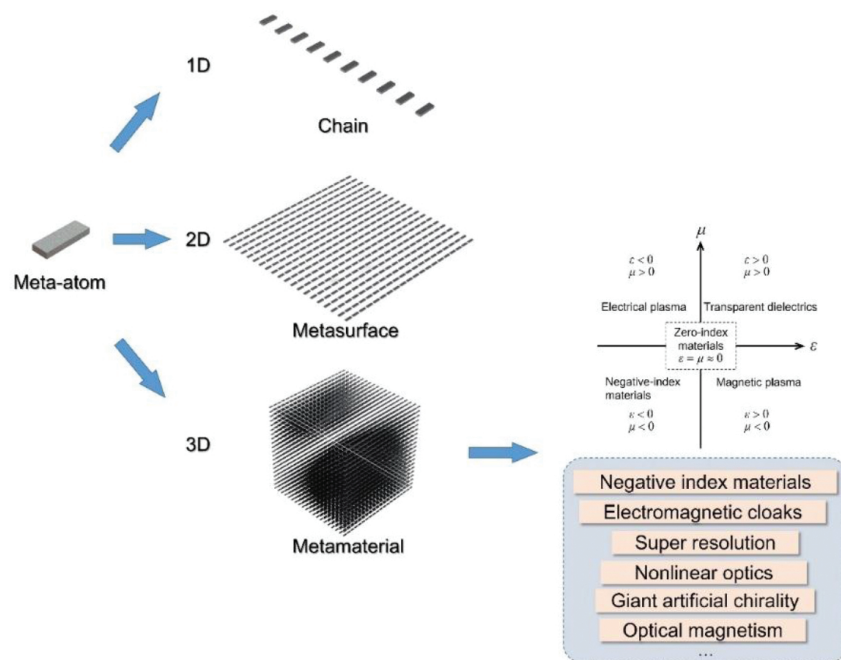 1D
Chain
Meta-atom
2D
Metasurface
3D
Metamaterial
μ
ε < 0
μ > 0
ε > 0
μ > 0
Electrical plasma
Transparent dielectrics
Zero-index
materials
ε = μ ≈ 0
ε
Negative-index
materials
Magnetic plasma
ε < 0
μ < 0
ε > 0
μ < 0
Negative index materials
Electromagnetic cloaks
Super resolution
Nonlinear optics
Giant artificial chirality
Optical magnetism
...